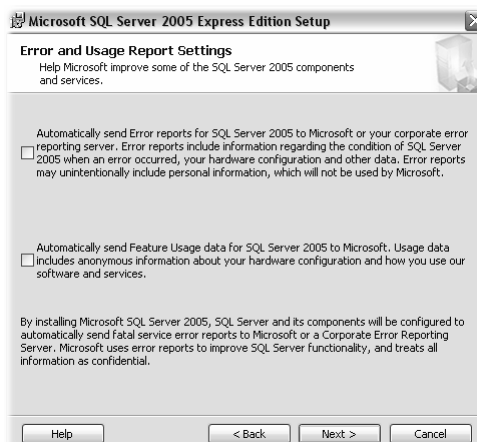 Microsoft SQL Server 2005 Express Edition Setup
Error and Usage Report Settings
Help Microsoft improve some of the SQL Server 2005 components
and services.
Automatically send Error reports for SQL Server 2005 to Microsoft or your corporate error
reporting server. Error reports include information regarding the condition of SQL Server
2005 when an error occurred, your hardware configuration and other data. Error reports
may unintentionally include personal information, which will not be used by Microsoft.
Automatically send Feature Usage data for SQL Server 2005 to Microsoft. Usage data
includes anonymous information about your hardware configuration and how you use our
software and services.
By installing Microsoft SQL Server 2005, SQL Server and its components will be configured to
automatically send fatal service error reports to Microsoft or a Corporate Error Reporting
Server. Microsoft uses error reports to improve SQL Server functionality, and treats all
information as confidential.
Help
< Back
Next >
Cancel